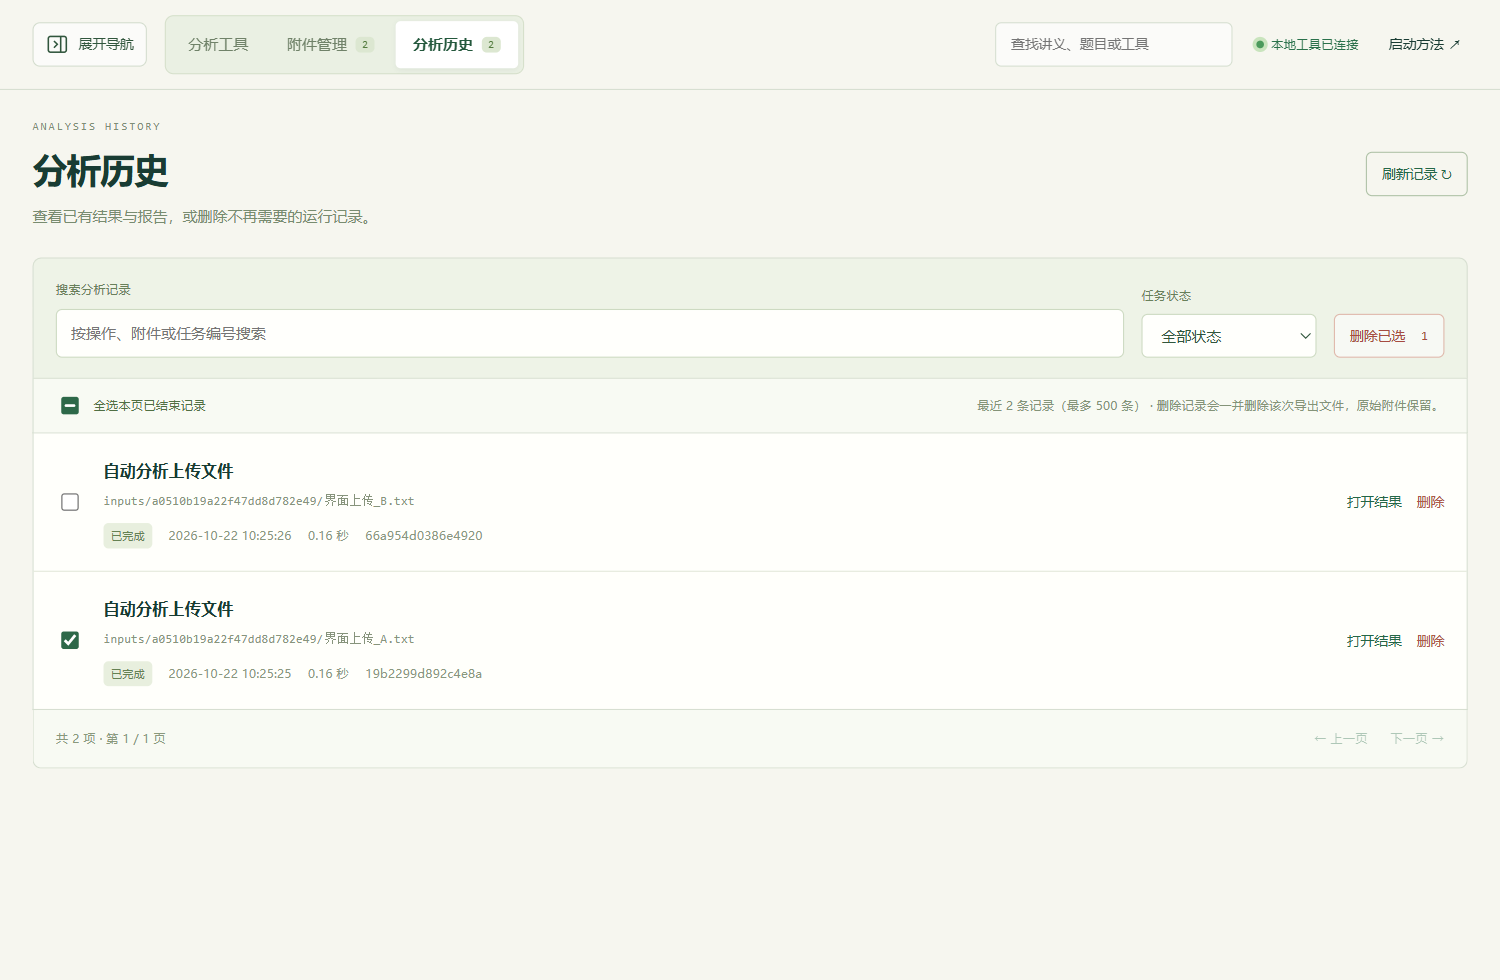 展开导航
分析工具
附件管理 2
分析历史 2
查找讲义、题目或工具
本地工具已连接
启动方法 ↗
ANALYSIS HISTORY
分析历史
查看已有结果与报告，或删除不再需要的运行记录。
刷新记录 ↻
搜索分析记录
按操作、附件或任务编号搜索
任务状态
全部状态
删除已选 1
全选本页已结束记录
最近 2 条记录（最多 500 条） · 删除记录会一并删除该次导出文件，原始附件保留。
自动分析上传文件
inputs/a0510b19a22f47dd8d782e49/界面上传_B.txt
已完成 2026-10-22 10:25:26 0.16 秒 66a954d0386e4920
打开结果 删除
自动分析上传文件
inputs/a0510b19a22f47dd8d782e49/界面上传_A.txt
已完成 2026-10-22 10:25:25 0.16 秒 19b2299d892c4e8a
打开结果 删除
共 2 项 · 第 1 / 1 页
← 上一页 下一页 →